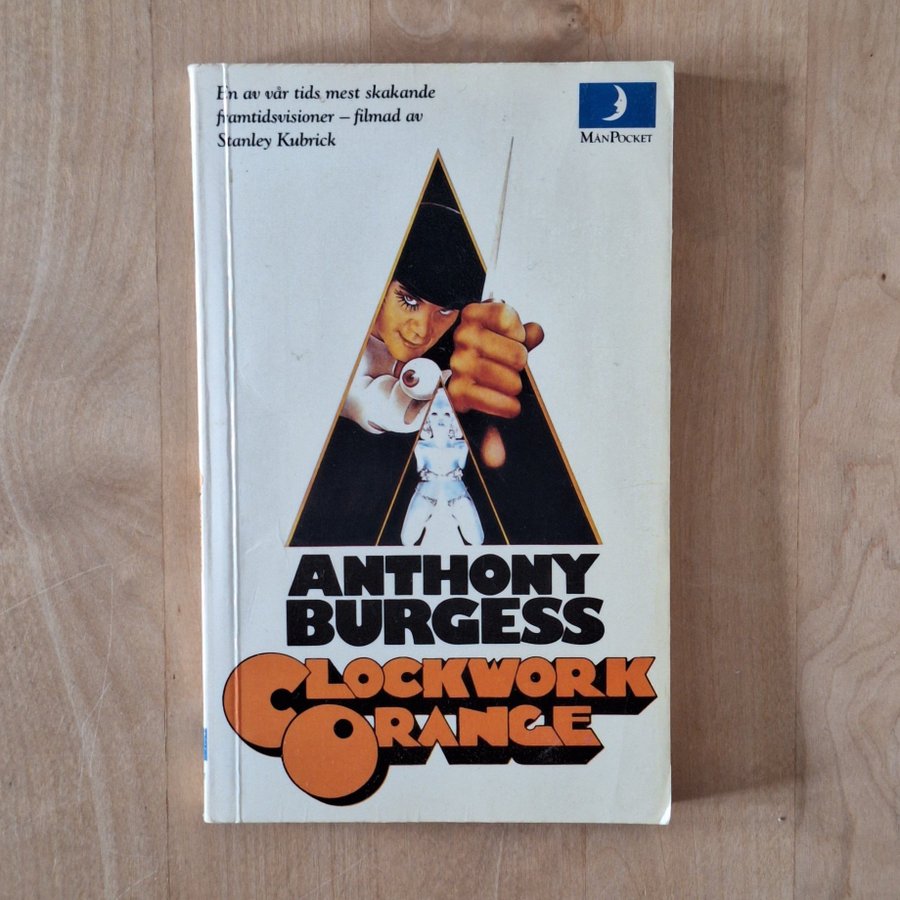 En av vår tids mest skakande
framtidsvisioner – filmad av
Stanley Kubrick
MånPocket
ANTHONY
BURGESS
CLOCKWORK
ORANGE